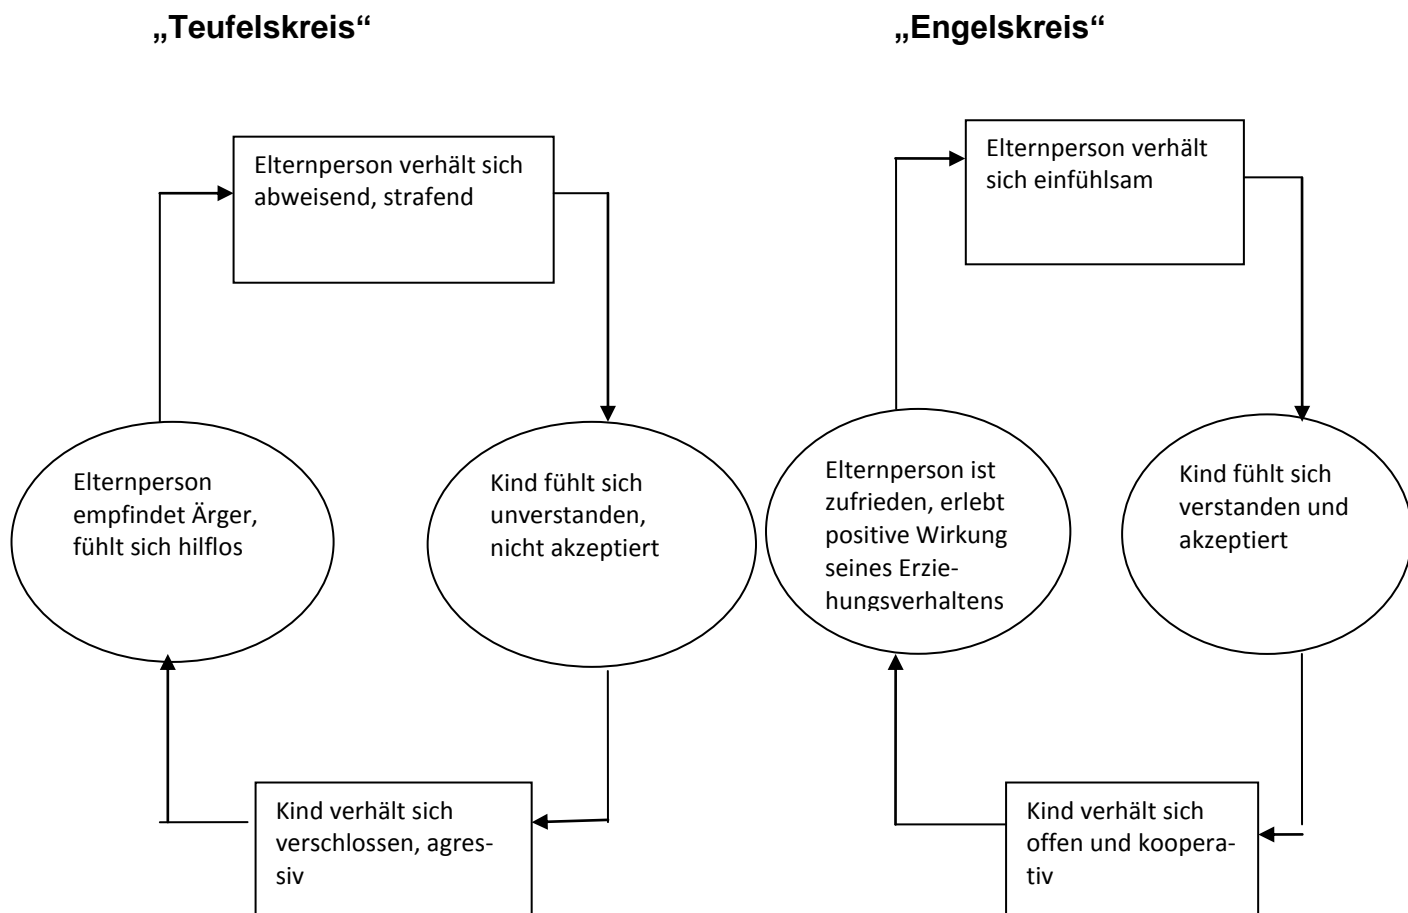 „Teufelskreis“
„Engelskreis“
Elternperson verhält sich
abweisend, strafend
Elternperson verhält
sich einfühlsam
Elternperson
empfindet Ärger,
fühlt sich hilflos
Kind fühlt sich
unverstanden,
nicht akzeptiert
Elternperson ist
zufrieden, erlebt
positive Wirkung
seines Erzie-
hungsverhaltens
Kind fühlt sich
verstanden und
akzeptiert
Kind verhält sich
verschlossen, agres-
siv
Kind verhält sich
offen und koopera-
tiv